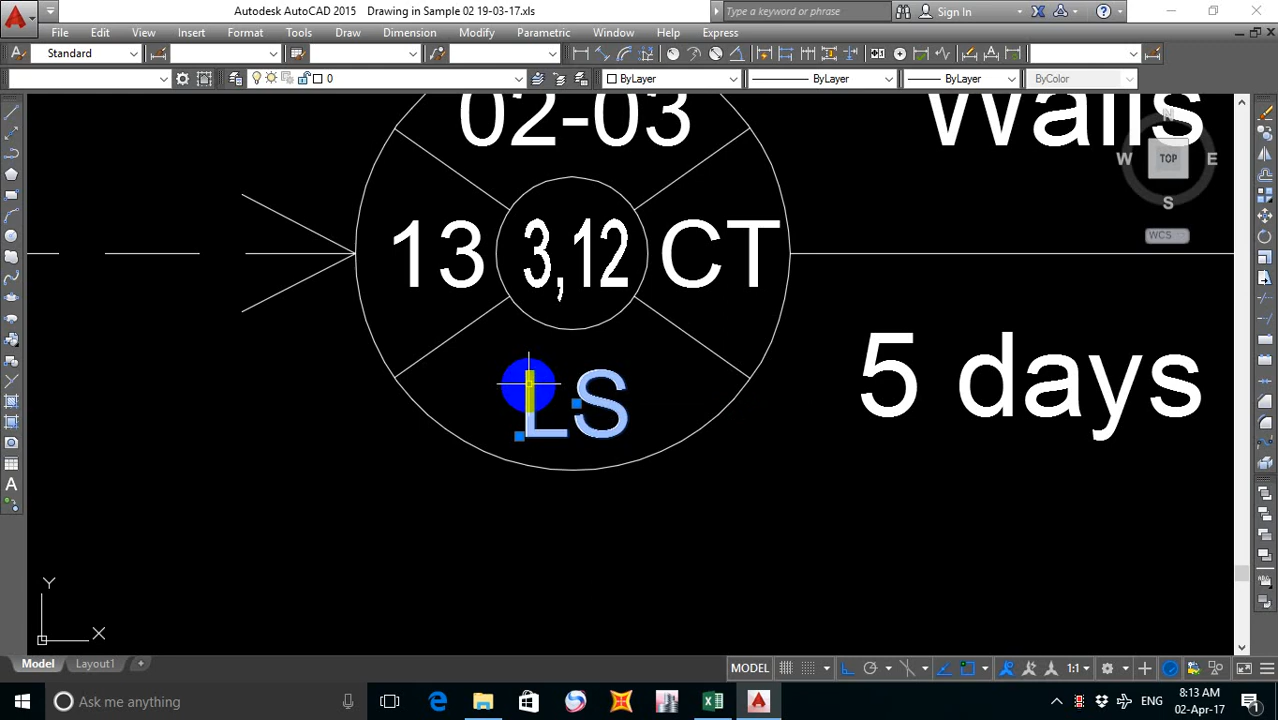 Autodesk AutoCAD 2015 Drawing in Sample 02 19-03-17.xls
Type a keyword or phrase
Sign In
File Edit View Insert Format Tools Draw Dimension Modify Parametric Window Help Express
Standard
0
ByLayer
ByLayer
ByLayer
ByColor
02-03
Walls
N
W TOP E
S
WCS
13 3,12 CT
5 days
LS
Y
X
Model Layout1 +
MODEL
1:1
Ask me anything
ENG
8:13 AM
02-Apr-17
1